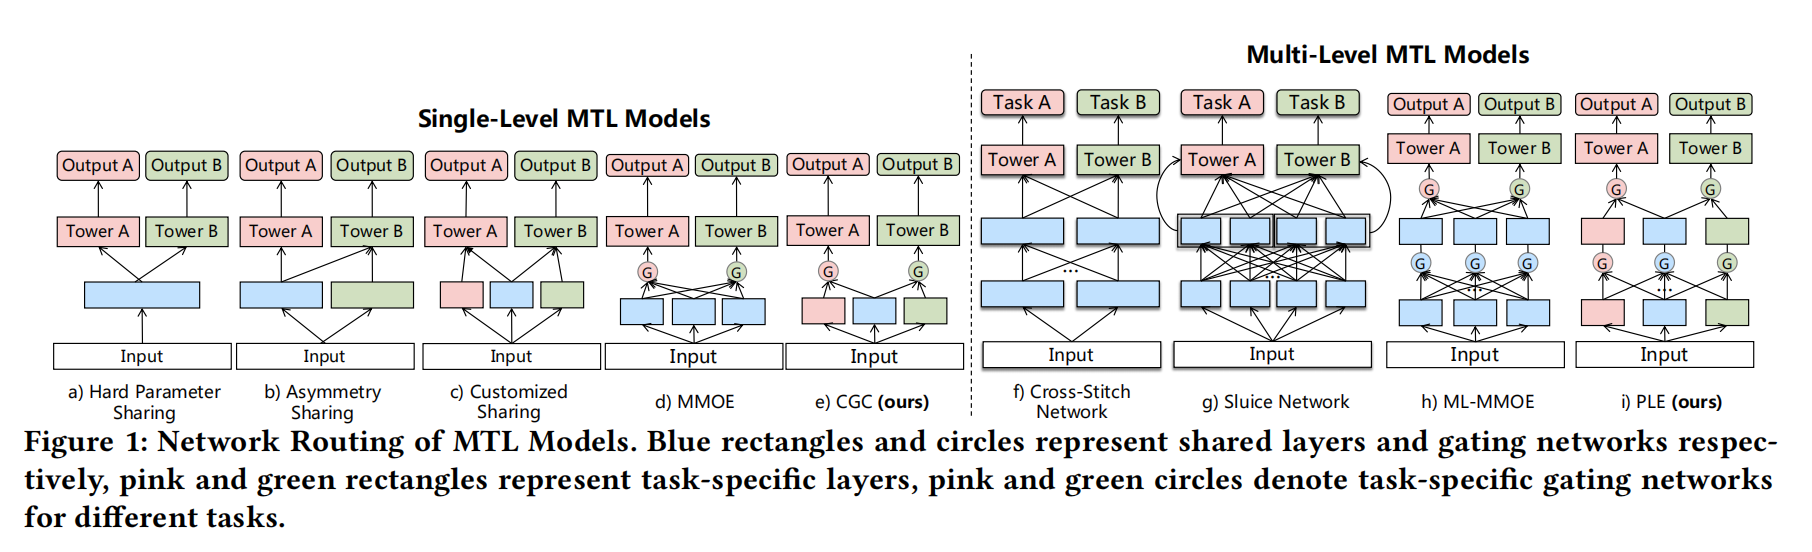 Single-Level MTL Models
Output A Output B
Tower A Tower B
Input
a) Hard Parameter
Sharing
Output A Output B
Tower A Tower B
Input
b) Asymmetry
Sharing
Output A Output B
Tower A Tower B
Input
c) Customized
Sharing
Output A Output B
Tower A Tower B
G G
Input
d) MMOE
Output A Output B
Tower A Tower B
G G
Input
e) CGC (ours)
Multi-Level MTL Models
Task A Task B
Tower A Tower B
...
Input
f) Cross-Stitch
Network
Task A Task B
Tower A Tower B
...
Input
g) Sluice Network
Output A Output B
Tower A Tower B
G G
G G G
...
Input
h) ML-MMOE
Output A Output B
Tower A Tower B
G G
G G G
...
Input
i) PLE (ours)
Figure 1: Network Routing of MTL Models. Blue rectangles and circles represent shared layers and gating networks respec-
tively, pink and green rectangles represent task-specific layers, pink and green circles denote task-specific gating networks
for different tasks.